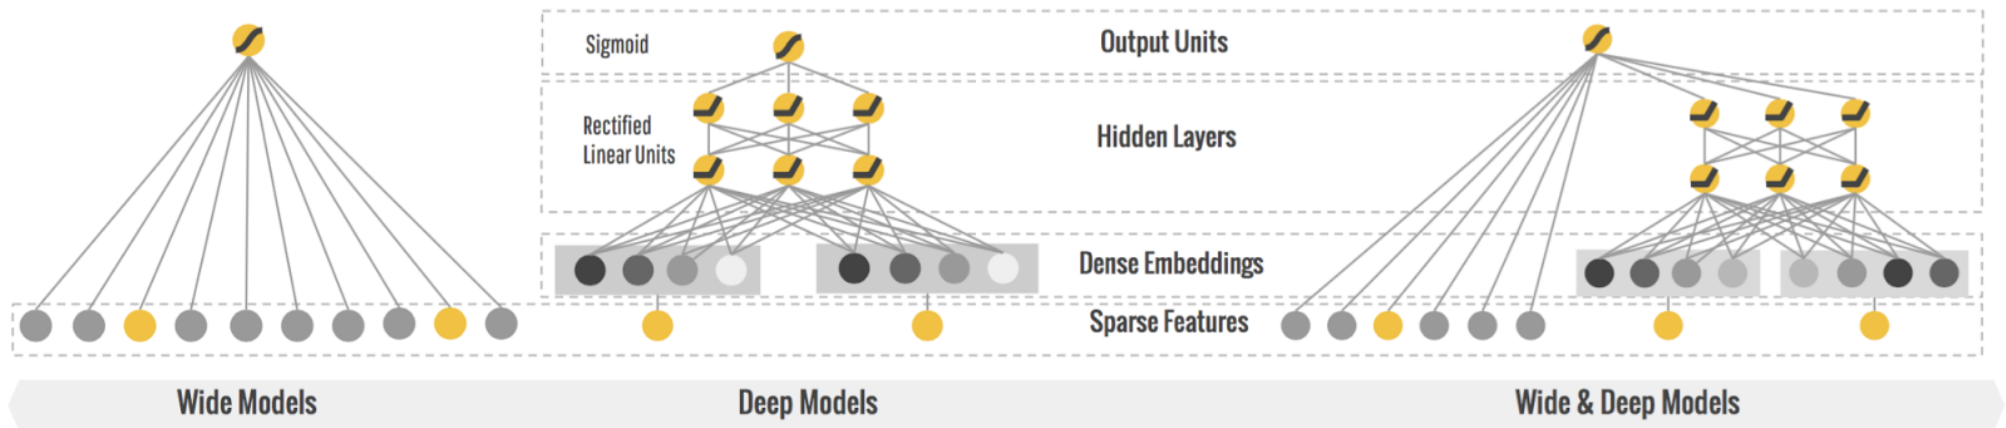 Sigmoid
Output Units
Rectified
Linear Units
Hidden Layers
Dense Embeddings
Sparse Features
Wide Models
Deep Models
Wide & Deep Models